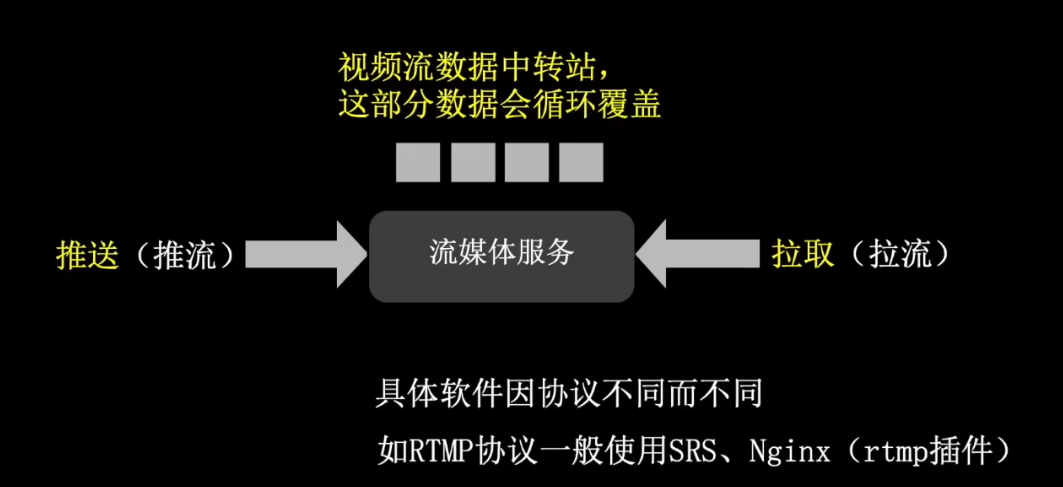 视频流数据中转站，
这部分数据会循环覆盖
推送（推流）
流媒体服务
拉取（拉流）
具体软件因协议不同而不同
如RTMP协议一般使用SRS、Nginx（rtmp插件）